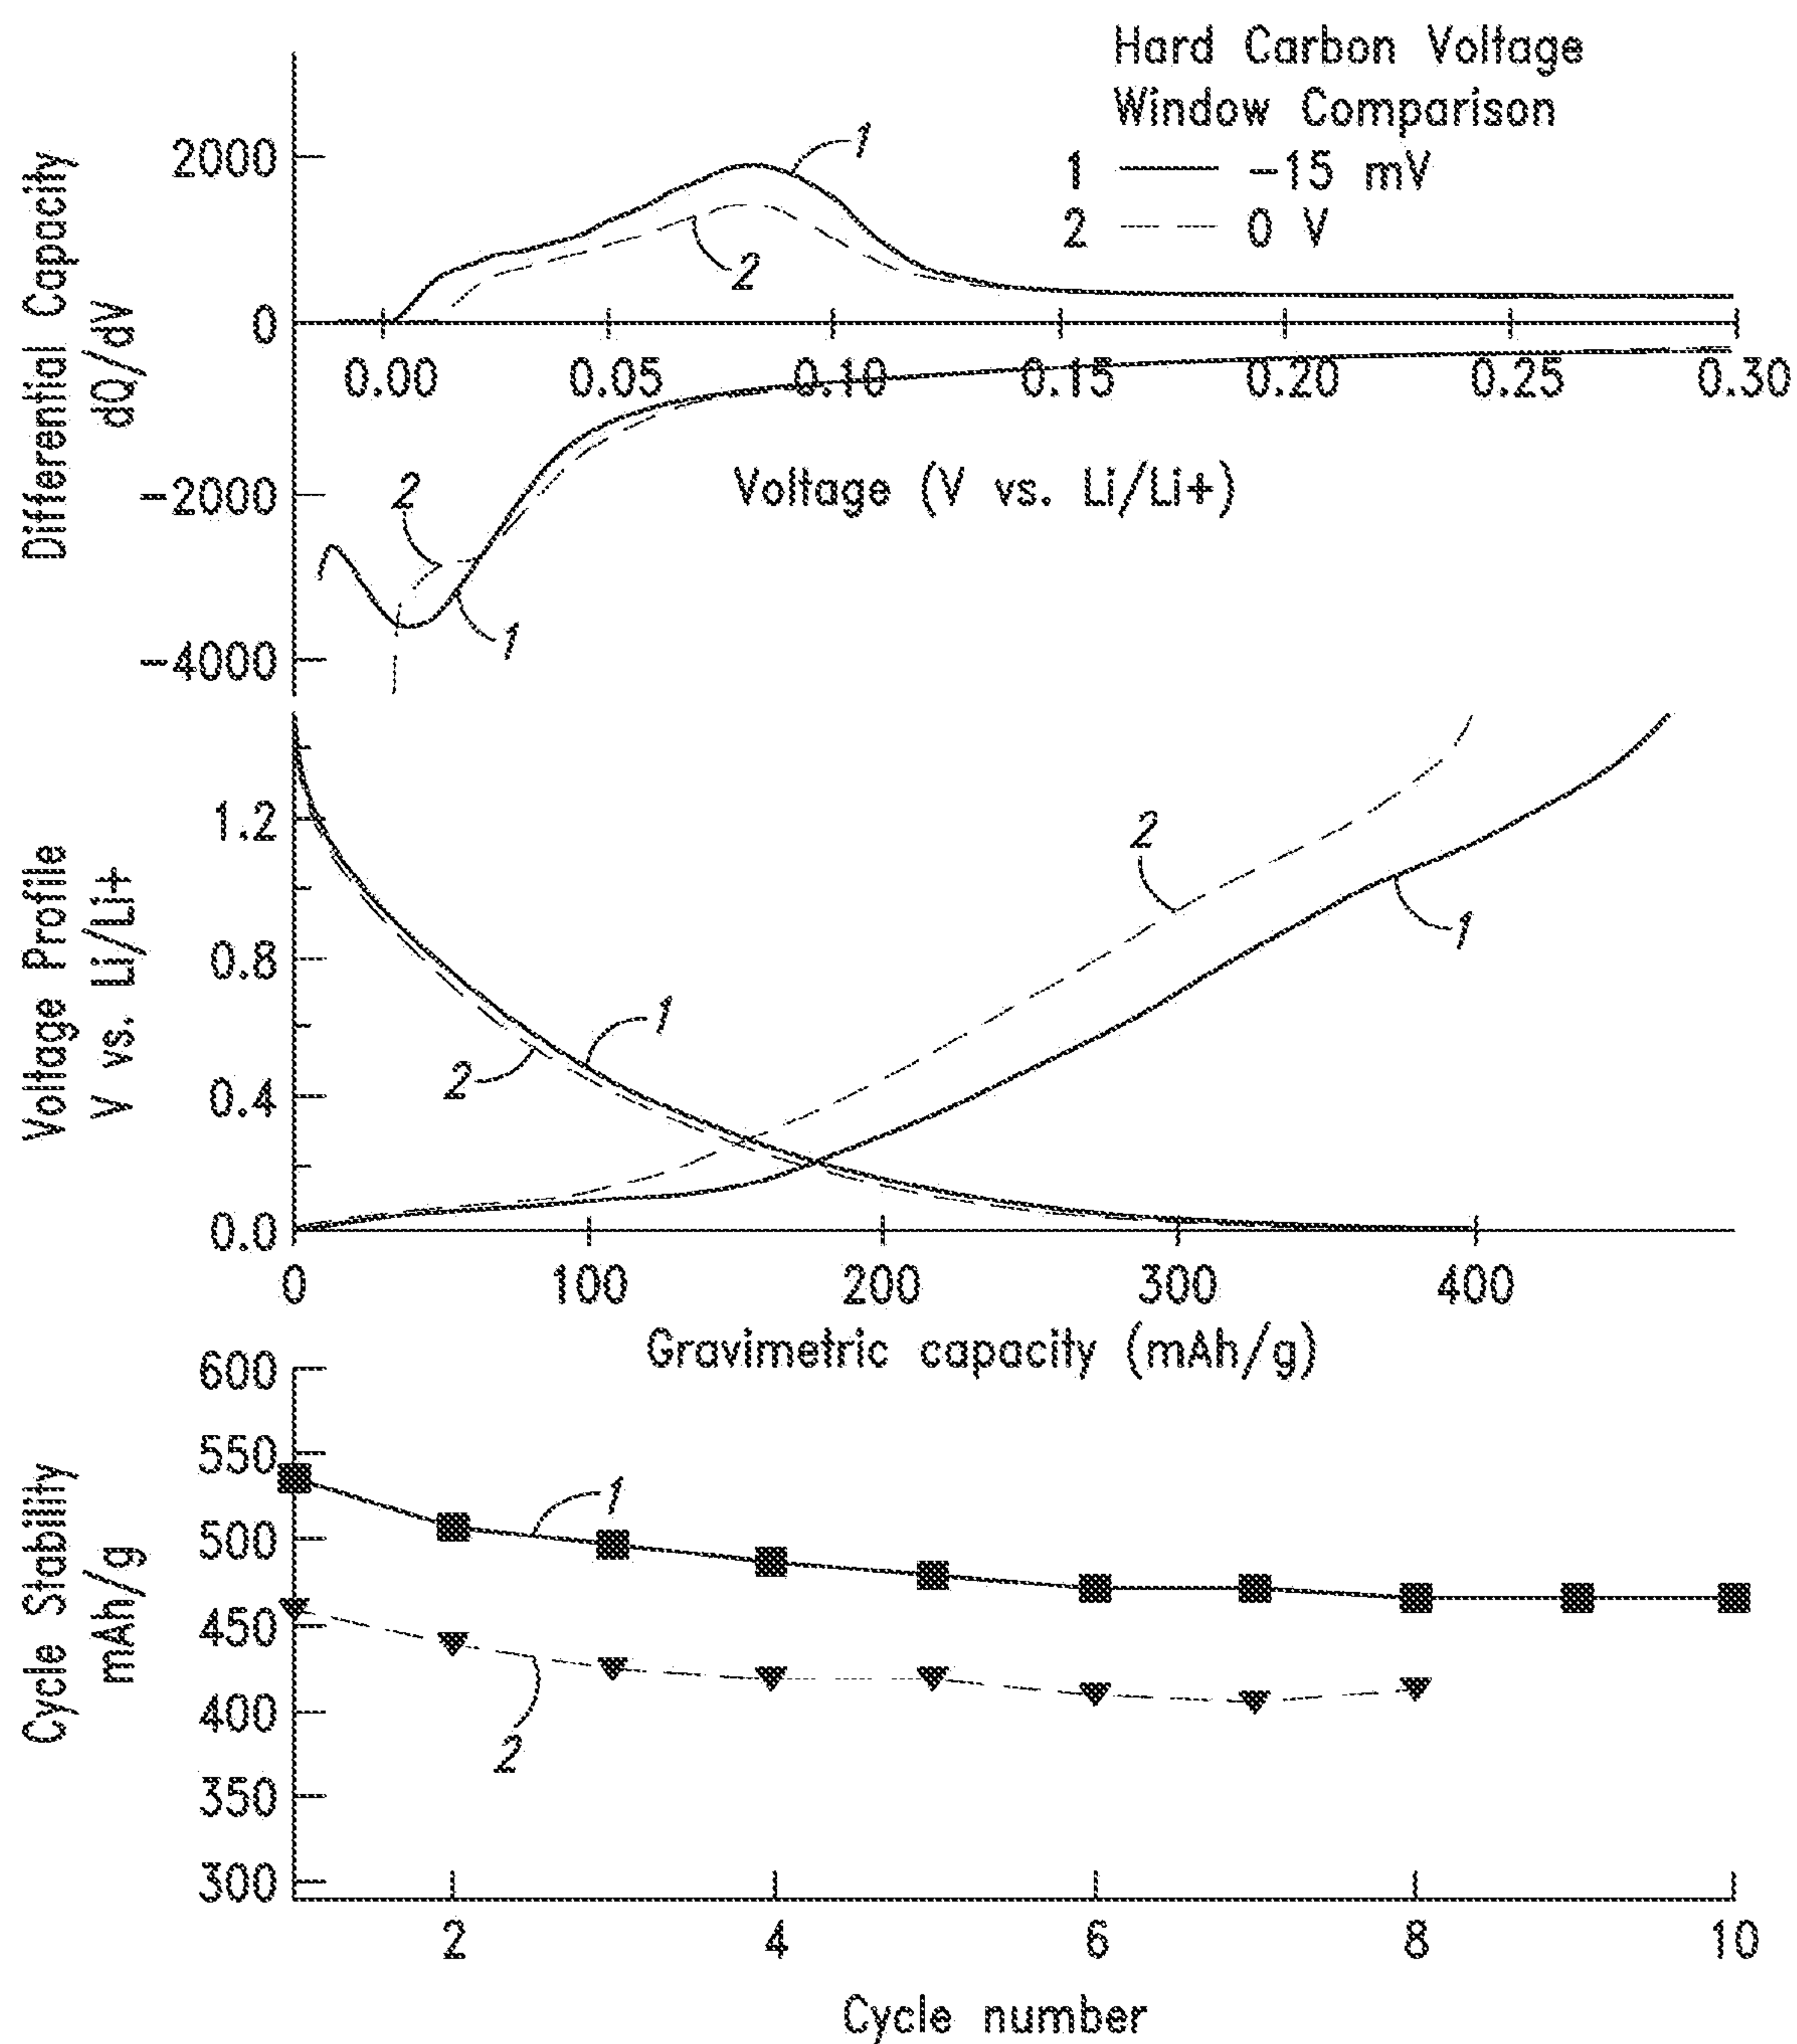 Hard Carbon Voltage
Window Comparison
1 -15 mV
2 0 V
Differential Capacity
dQ/dV
2000
0
-2000
-4000
1
2
2
1
0.00 0.05 0.10 0.15 0.20 0.25 0.30
Voltage (V vs. Li/Li+)
Voltage Profile
V vs. Li/Li+
1.2
0.8
0.4
0.0
2
1
1
2
0 100 200 300 400
Gravimetric capacity (mAh/g)
Cycle Stability
mAh/g
600
550
500
450
400
350
300
1
2
2 4 6 8 10
Cycle number